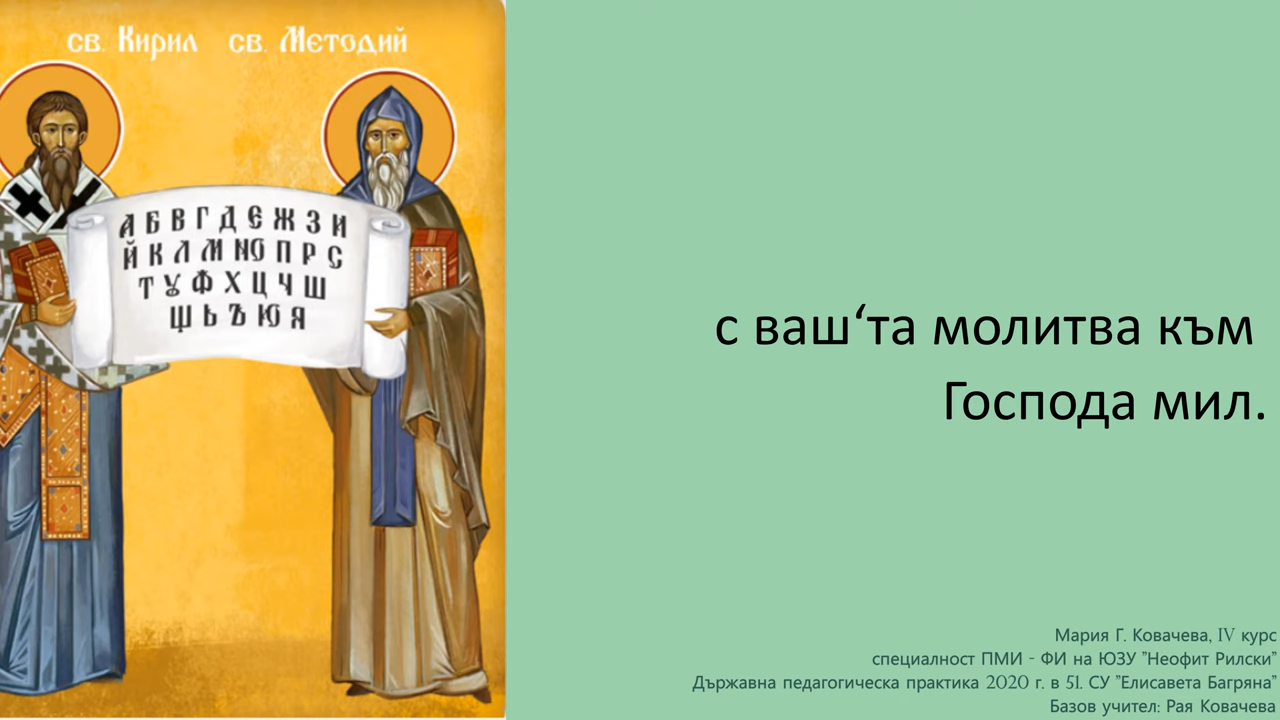 св. Кирил св. Методий
А Б В Г Д Е Ж З И
Й К Л М N О П Р С
Т Ꙋ Ф Х Ц Ч Ш
Щ Ь Ъ Ю Я
с ваш‘та молитва към
Господа мил.
Мария Г. Ковачева, IV курс
специалност ПМИ - ФИ на ЮЗУ "Неофит Рилски"
Държавна педагогическа практика 2020 г. в 51. СУ "Елисавета Багряна"
Базов учител: Рая Ковачева